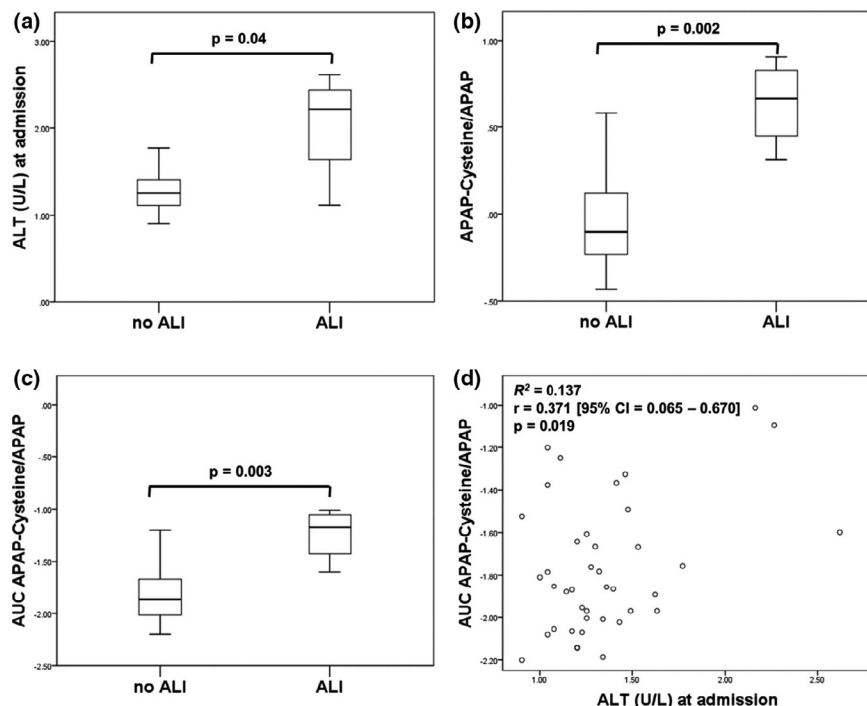 (a)
ALT (U/L) at admission
3.00
2.00
1.00
.00
p = 0.04
no ALI
ALI
(b)
APAP-Cysteine/APAP
1.00
.50
.00
-.50
p = 0.002
no ALI
ALI
(c)
AUC APAP-Cysteine/APAP
.00
-.50
-1.00
-1.50
-2.00
-2.50
p = 0.003
no ALI
ALI
(d)
AUC APAP-Cysteine/APAP
-1.00
-1.20
-1.40
-1.60
-1.80
-2.00
-2.20
R² = 0.137
r = 0.371 [95% CI = 0.065 – 0.670]
p = 0.019
1.00
1.50
2.00
2.50
ALT (U/L) at admission